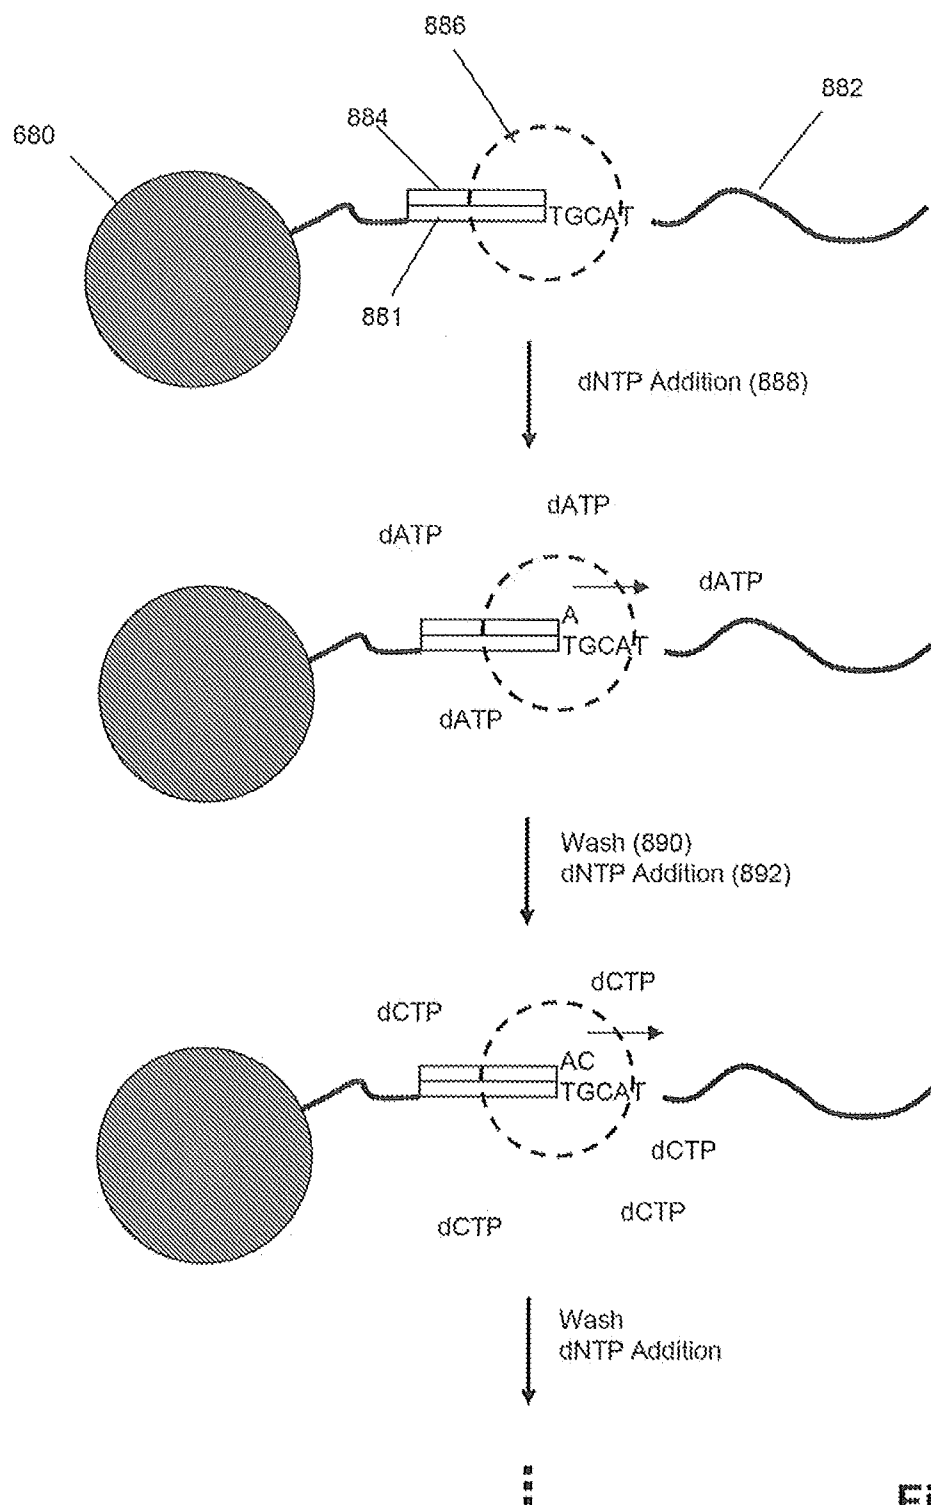 886
882
884
680
TGCAT
881
dNTP Addition (888)
dATP
dATP
dATP
A
TGCAT
dATP
Wash (890)
dNTP Addition (892)
dCTP
dCTP
AC
TGCAT
dCTP
dCTP
dCTP
Wash
dNTP Addition